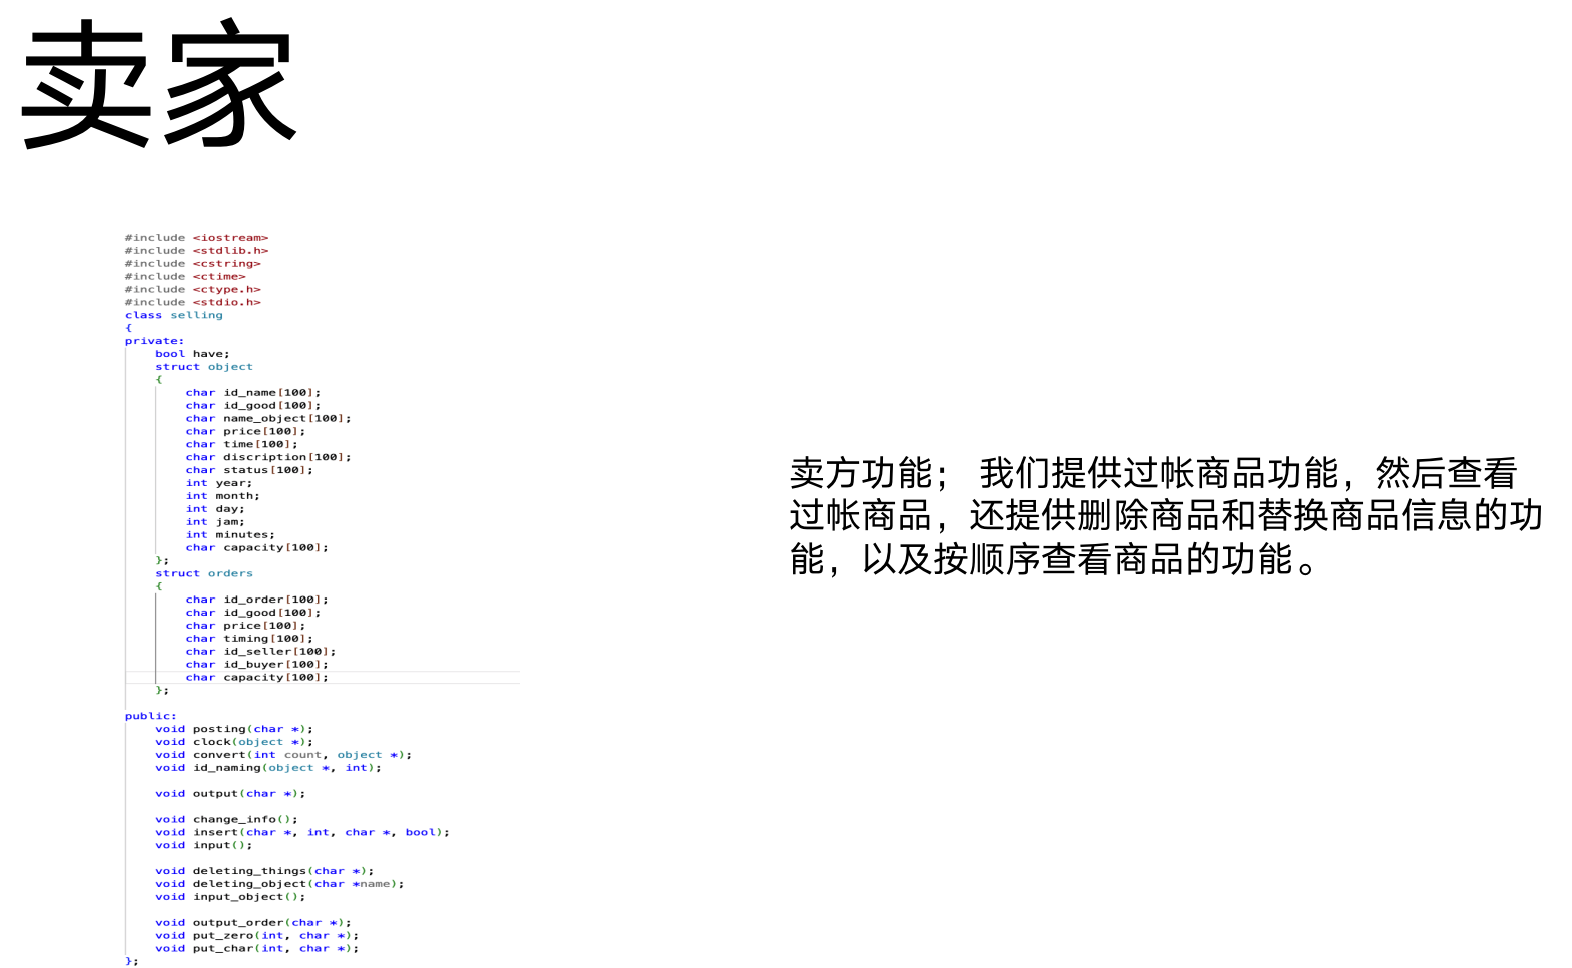 卖家
#include <iostream>
#include <stdlib.h>
#include <cstring>
#include <ctime>
#include <ctype.h>
#include <stdio.h>
class selling
{
private:
bool have;
struct object
{
char id_name[100];
char id_good[100];
char name_object[100];
char price[100];
char time[100];
char discription[100];
char status[100];
int year;
int month;
int day;
int jam;
int minutes;
char capacity[100];
};
struct orders
{
char id_order[100];
char id_good[100];
char price[100];
char timing[100];
char id_seller[100];
char id_buyer[100];
char capacity[100];
};
public:
void posting(char *);
void clock(object *);
void convert(int count, object *);
void id_naming(object *, int);
void output(char *);
void change_info();
void insert(char *, int, char *, bool);
void input();
void deleting_things(char *);
void deleting_object(char *name);
void input_object();
void output_order(char *);
void put_zero(int, char *);
void put_char(int, char *);
};
卖方功能； 我们提供过帐商品功能，然后查看
过帐商品，还提供删除商品和替换商品信息的功
能，以及按顺序查看商品的功能。